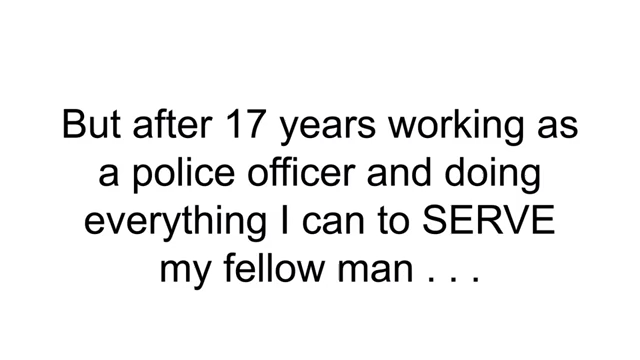 But after 17 years working as
a police officer and doing
everything I can to SERVE
my fellow man . . .